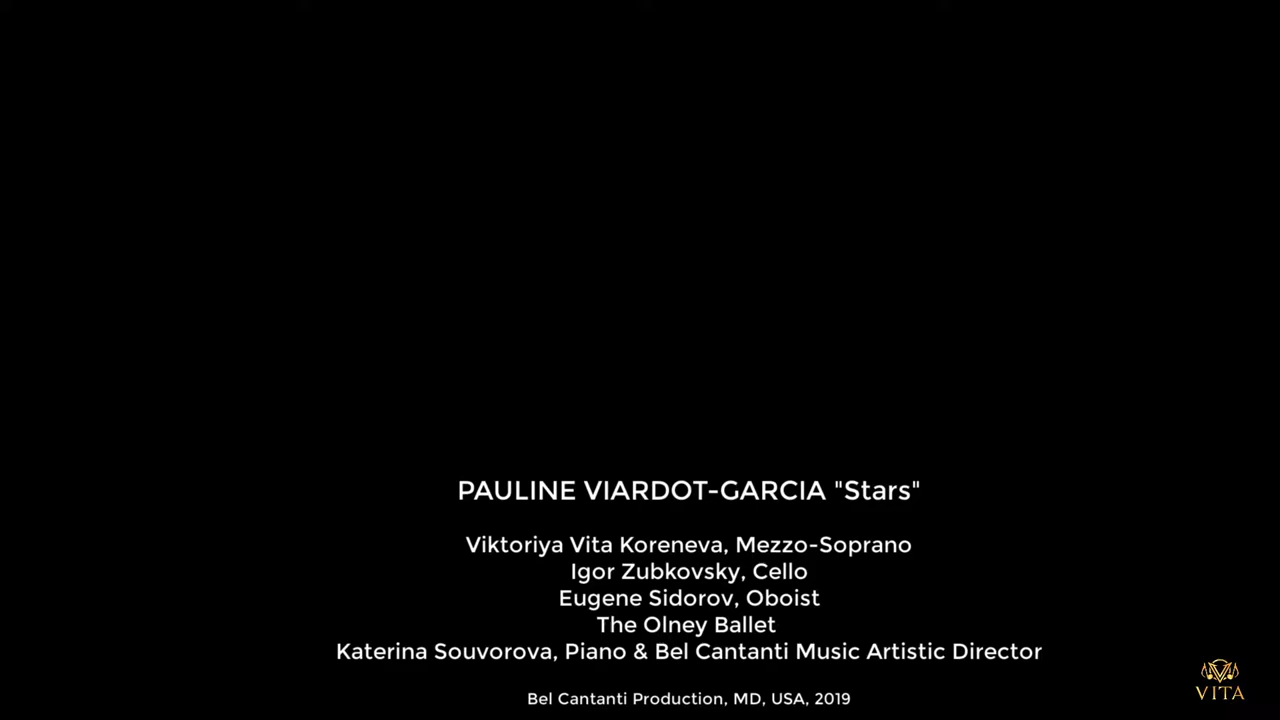 PAULINE VIARDOT-GARCIA "Stars"
Viktoriya Vita Koreneva, Mezzo-Soprano
Igor Zubkovsky, Cello
Eugene Sidorov, Oboist
The Olney Ballet
Katerina Souvorova, Piano & Bel Cantanti Music Artistic Director
Bel Cantanti Production, MD, USA, 2019
VITA